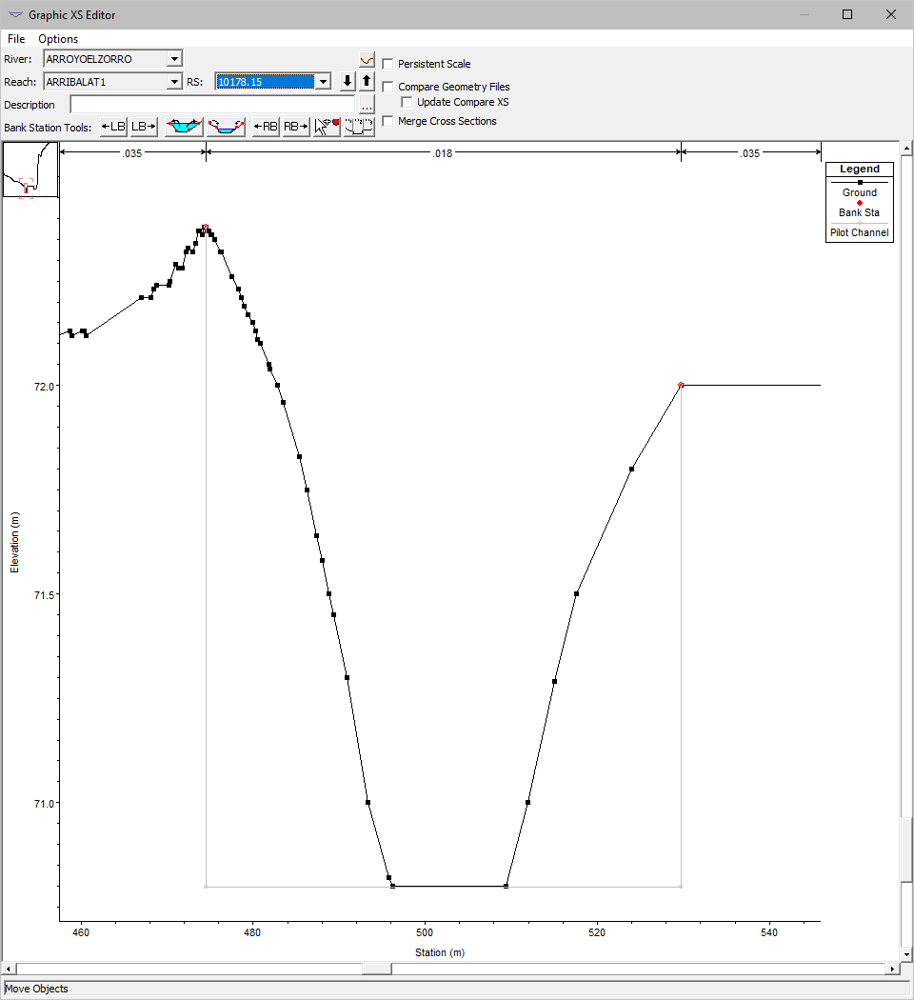 Graphic XS Editor
File Options
River: ARROYOELZORRO
Persistent Scale
Reach: ARRIBALAT1 RS: 10178.15
Compare Geometry Files
Update Compare XS
Description ...
Bank Station Tools: LB LB RB RB
Merge Cross Sections
.035 .018 .035
Legend
Ground
Bank Sta
Pilot Channel
72.0
71.5
71.0
Elevation (m)
460 480 500 520 540
Station (m)
Move Objects